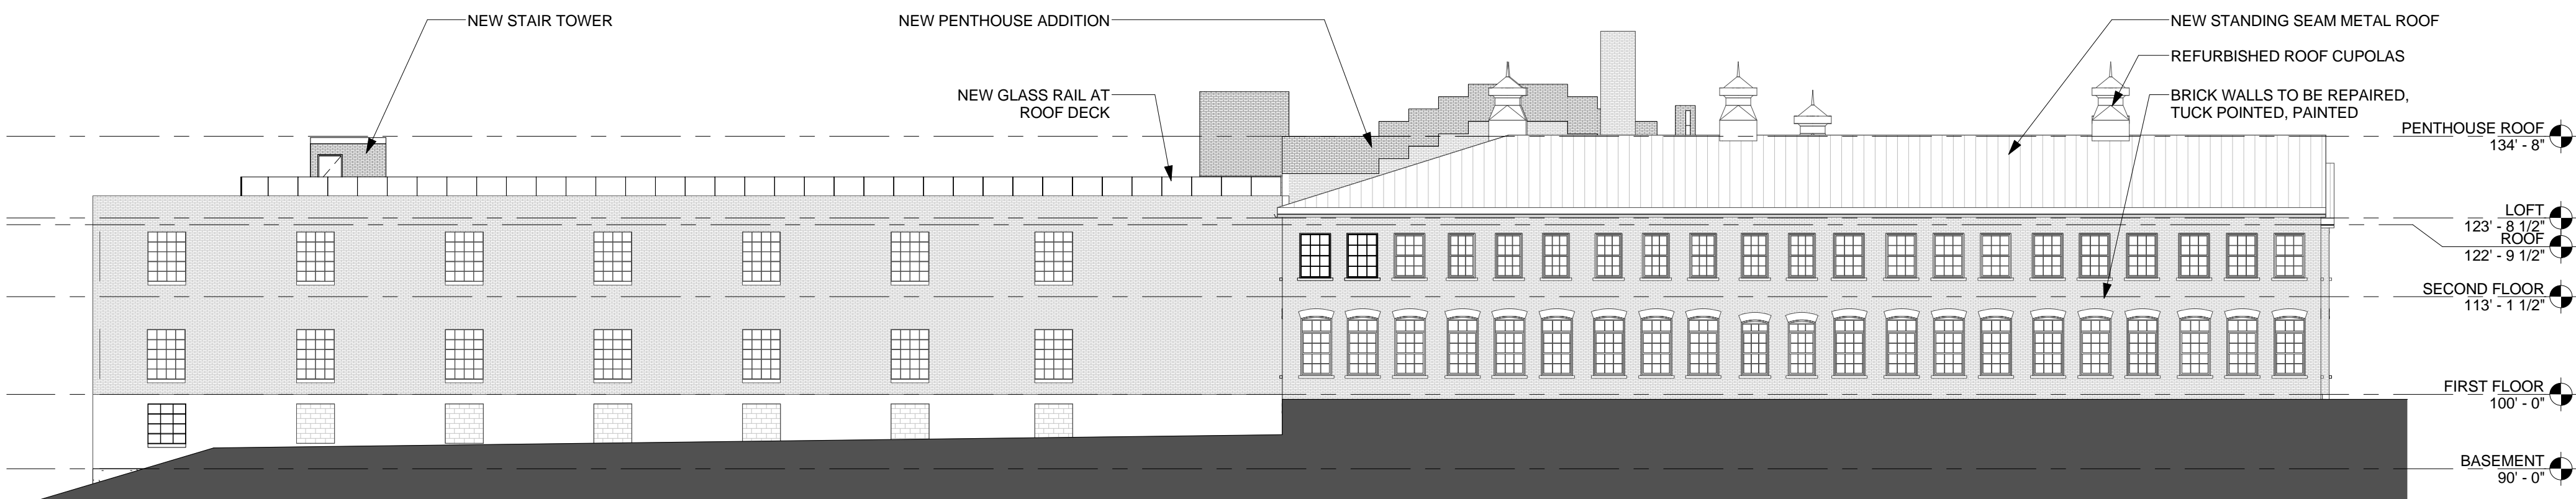 NEW STAIR TOWER
NEW PENTHOUSE ADDITION
NEW GLASS RAIL AT
ROOF DECK
NEW STANDING SEAM METAL ROOF
REFURBISHED ROOF CUPOLAS
BRICK WALLS TO BE REPAIRED,
TUCK POINTED, PAINTED
PENTHOUSE ROOF
134' - 8"
LOFT
123' - 8 1/2"
ROOF
122' - 9 1/2"
SECOND FLOOR
113' - 1 1/2"
FIRST FLOOR
100' - 0"
BASEMENT
90' - 0"